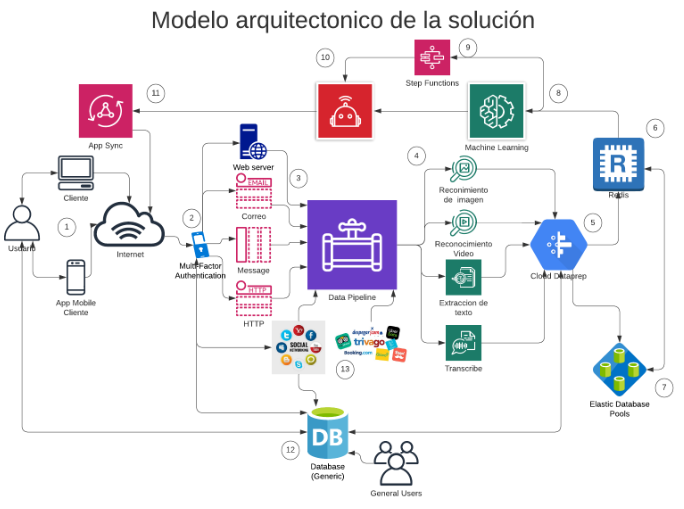 Modelo arquitectonico de la solución
9
10
Step Functions
11
8
App Sync
Machine Learning
6
Web server
3
4
EMAIL
Correo
Reconimiento
de imagen
R
Redis
Cliente
1
2
5
Usuario
Internet
Message
Reconocimiento
Video
Cloud Dataprep
Multi-Factor
Authentication
App Mobile
Cliente
HTTP
HTTP
Data Pipeline
Extraccion de
texto
SOCIAL
NETWORKING
trivago
Booking.com
13
Transcribe
7
Elastic Database
Pools
DB
12
Database
(Generic)
General Users